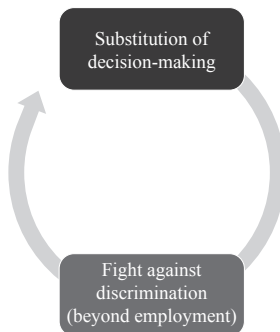 Substitution of
decision-making
Fight against
discrimination
(beyond employment)